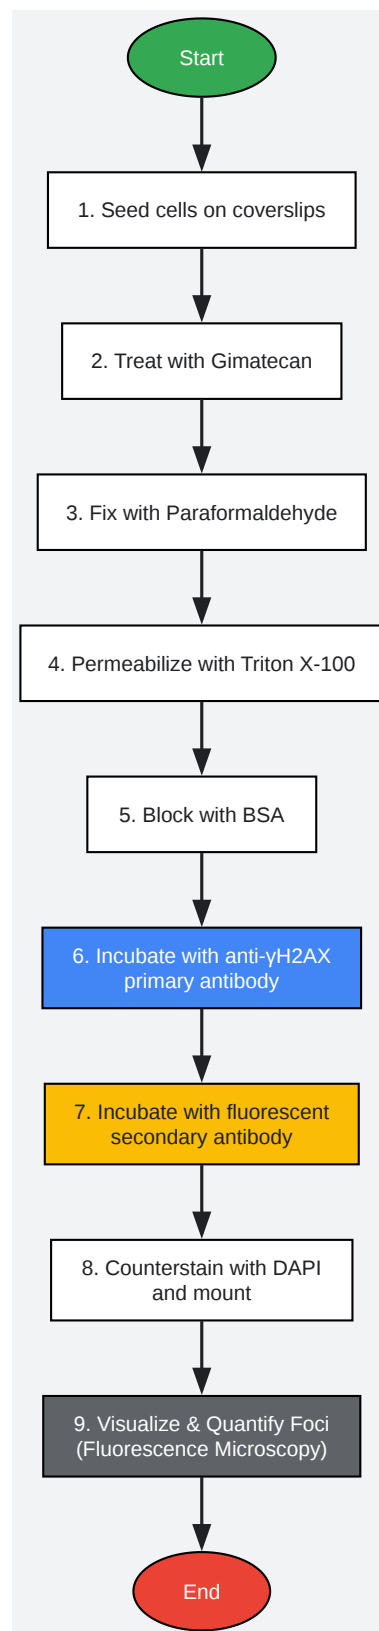 Start
1. Seed cells on coverslips
2. Treat with Gimatecan
3. Fix with Paraformaldehyde
4. Permeabilize with Triton X-100
5. Block with BSA
6. Incubate with anti-γH2AX
primary antibody
7. Incubate with fluorescent
secondary antibody
8. Counterstain with DAPI
and mount
9. Visualize & Quantify Foci
(Fluorescence Microscopy)
End